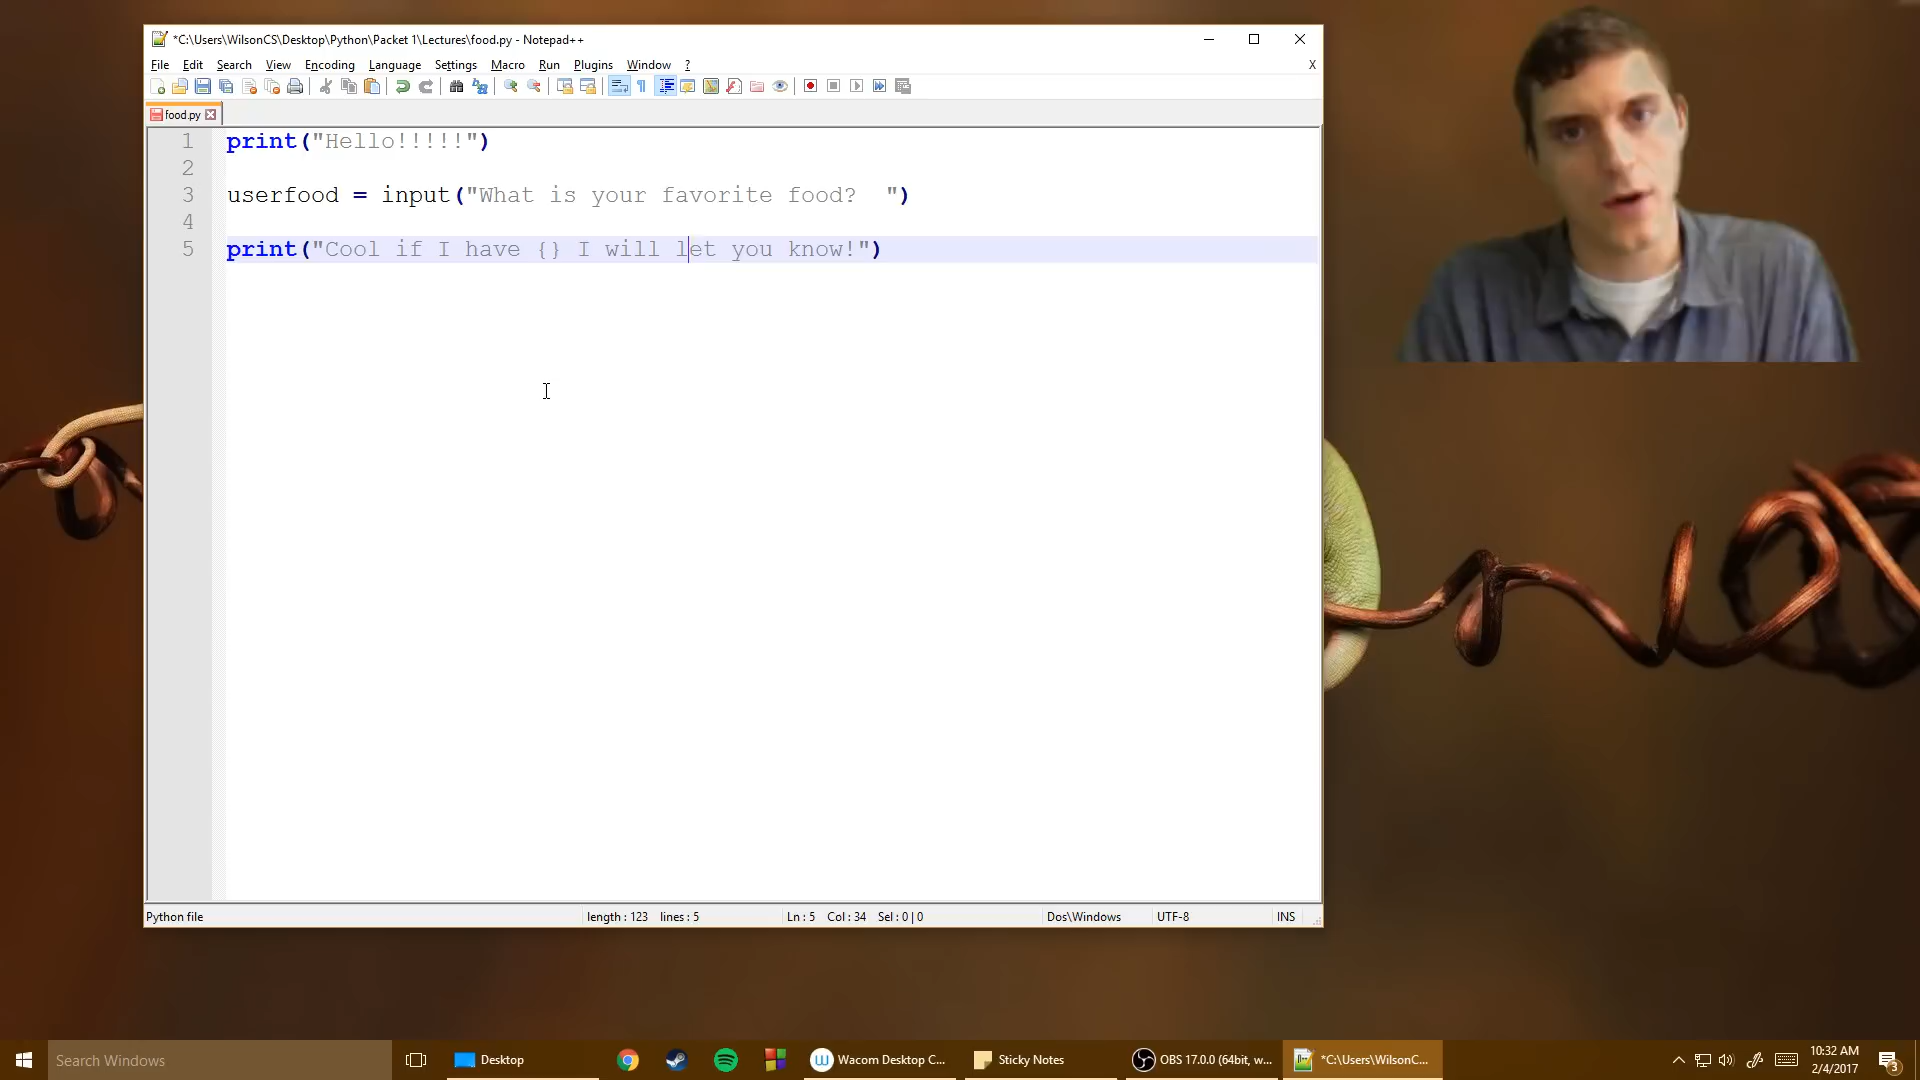 *C:\Users\WilsonCS\Desktop\Python\Packet 1\Lectures\food.py - Notepad++
File Edit Search View Encoding Language Settings Macro Run Plugins Window ? X
food.py
1 print("Hello!!!!!")
2
3 userfood = input("What is your favorite food?  ")
4
5 print("Cool if I have {} I will let you know!")
Python file length : 123 lines : 5 Ln : 5 Col : 34 Sel : 0 | 0 Dos\Windows UTF-8 INS
Search Windows Desktop Wacom Desktop C... Sticky Notes OBS 17.0.0 (64bit, w... *C:\Users\WilsonC... 10:32 AM
2/4/2017 3